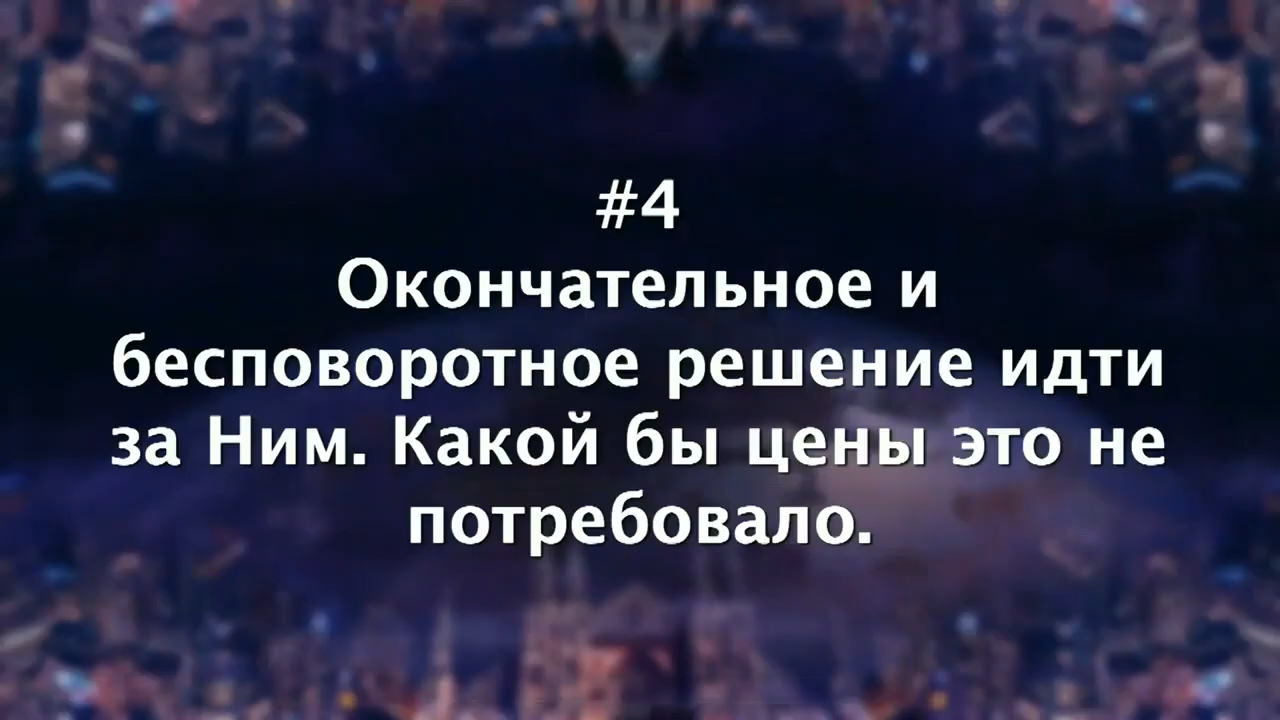 #4
Окончательное и
бесповоротное решение идти
за Ним. Какой бы цены это не
потребовало.